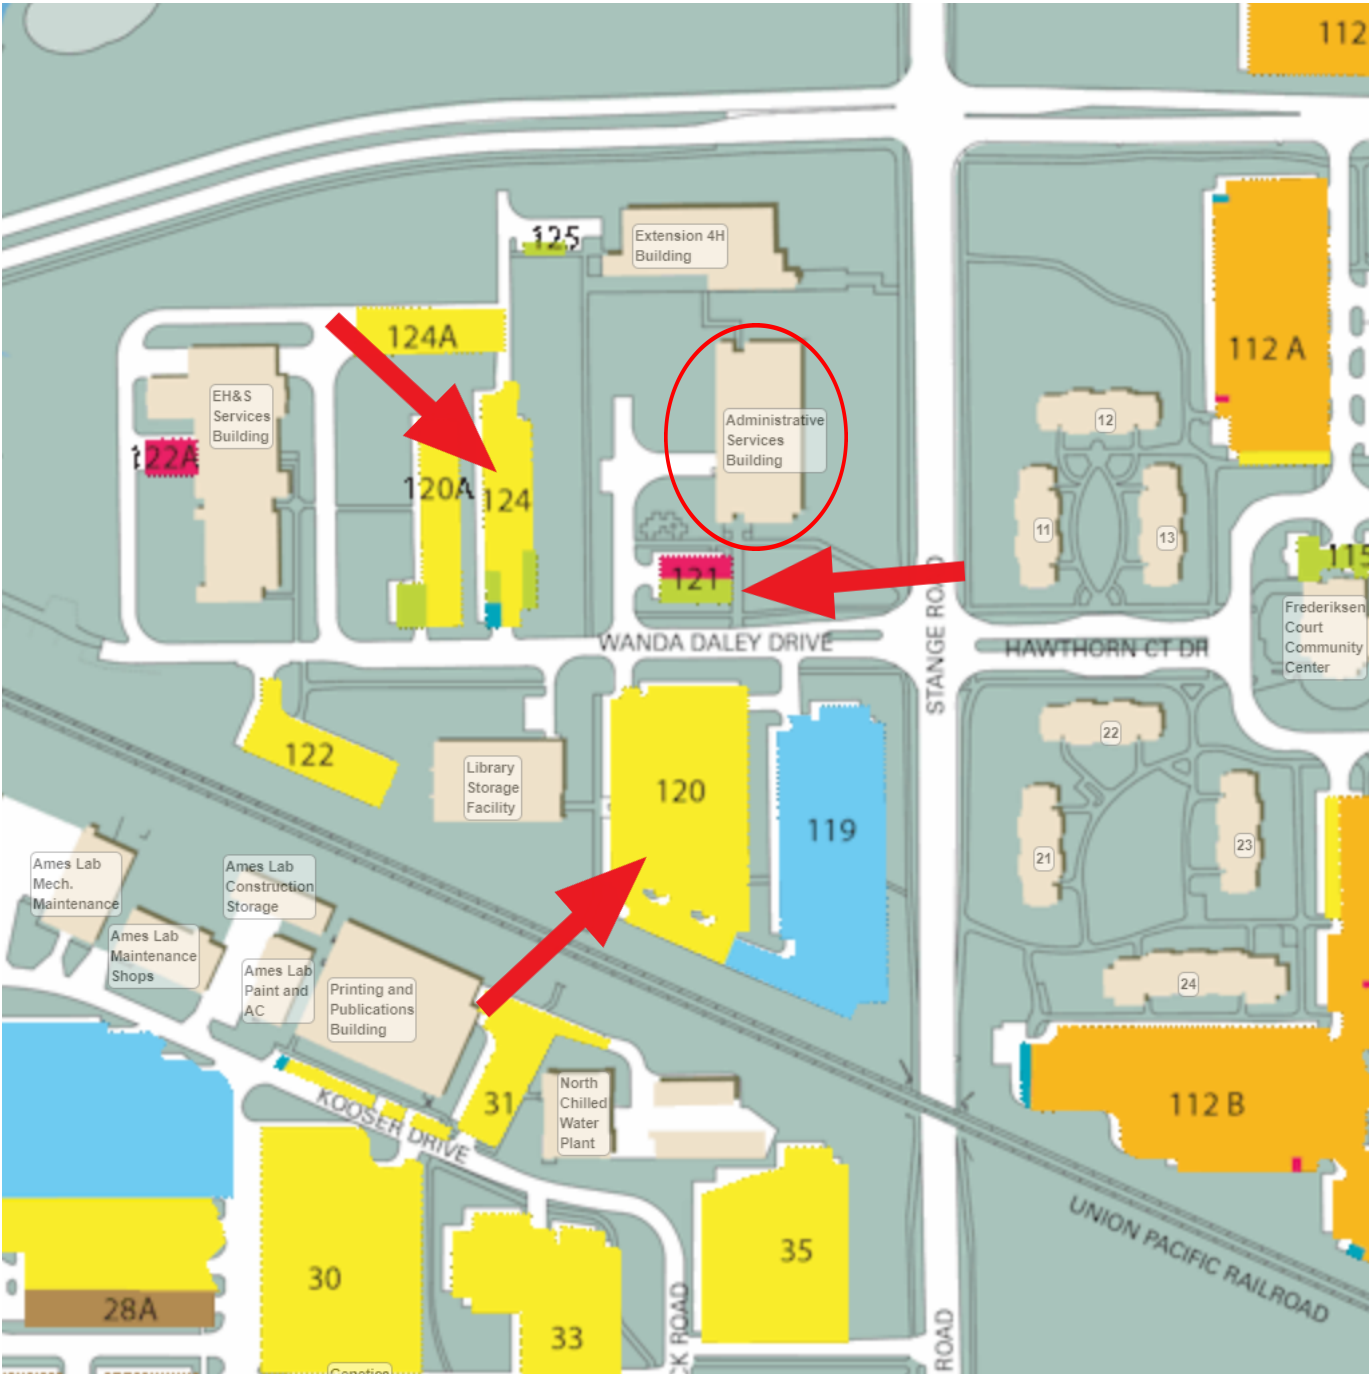 112
125
Extension 4H
Building
124A
112 A
EH&S
Services
Building
Administrative
Services
Building
12
122A
120A
124
11
13
115
121
STANGE ROAD
Frederiksen
Court
Community
Center
WANDA DALEY DRIVE
HAWTHORN CT DR
122
22
Library
Storage
Facility
120
119
21
23
Ames Lab
Mech.
Maintenance
Ames Lab
Construction
Storage
Ames Lab
Maintenance
Shops
Ames Lab
Paint and
AC
Printing and
Publications
Building
24
31
North
Chilled
Water
Plant
KOOSER DRIVE
112 B
UNION PACIFIC RAILROAD
30
35
28A
33
CK ROAD
ROAD
Genetics